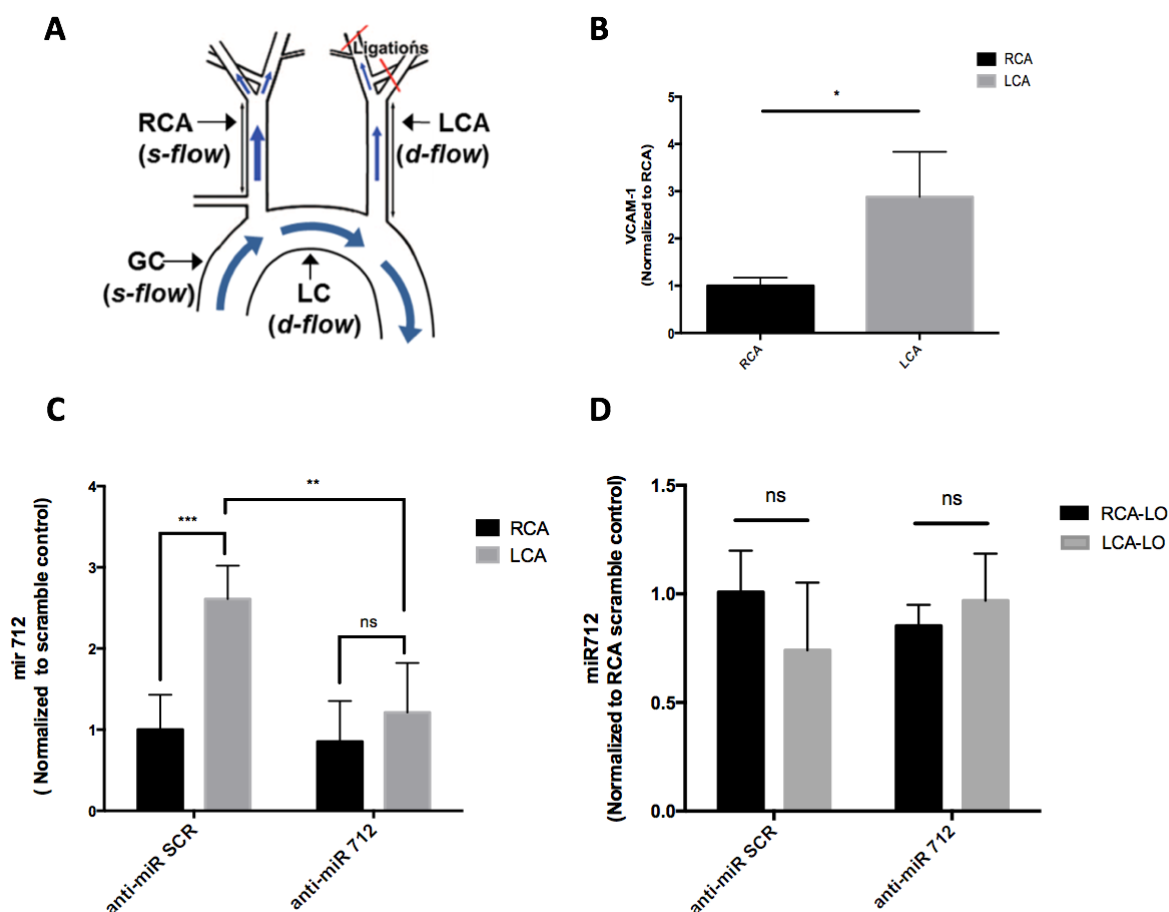 A
Ligations
RCA
(s-flow)
LCA
(d-flow)
GC
(s-flow)
LC
(d-flow)
B
RCA
LCA
*
VCAM-1
(Normalized to RCA)
5
4
3
2
1
0
RCA
LCA
C
mir 712
( Normalized to scramble control)
4
3
2
1
0
***
**
ns
RCA
LCA
anti-miR SCR
anti-miR 712
D
miR712
(Normalized to RCA scramble control)
1.5
1.0
0.5
0.0
ns
ns
RCA-LO
LCA-LO
anti-miR SCR
anti-miR 712